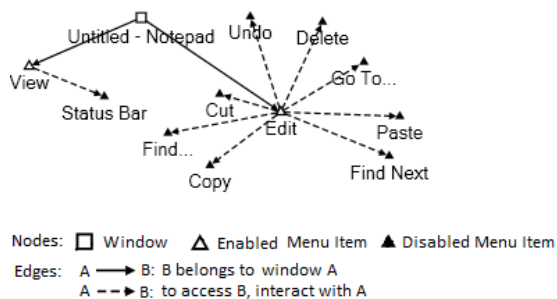 Untitled - Notepad
Undo
Delete
View
Go To...
Status Bar
Cut
Edit
Paste
Find...
Find Next
Copy
Nodes: Window Enabled Menu Item Disabled Menu Item
Edges: A B: B belongs to window A
A B: to access B, interact with A